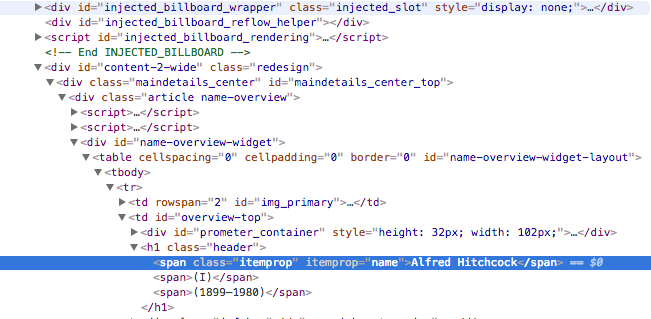 ▶<div id="injected_billboard_wrapper" class="injected_slot" style="display: none;">…</div>
<div id="injected_billboard_reflow_helper"></div>
▶<script id="injected_billboard_rendering">…</script>
<!-- End INJECTED_BILLBOARD -->
▼<div id="content-2-wide" class="redesign">
▼<div class="maindetails_center" id="maindetails_center_top">
▼<div class="article name-overview">
▶<script>…</script>
▶<script>…</script>
▼<div id="name-overview-widget">
▼<table cellspacing="0" cellpadding="0" border="0" id="name-overview-widget-layout">
▼<tbody>
▼<tr>
▶<td rowspan="2" id="img_primary">…</td>
▼<td id="overview-top">
▶<div id="prometer_container" style="height: 32px; width: 102px;">…</div>
▼<h1 class="header">
<span class="itemprop" itemprop="name">Alfred Hitchcock</span> == $0
<span>(I)</span>
<span>(1899-1980)</span>
</h1>